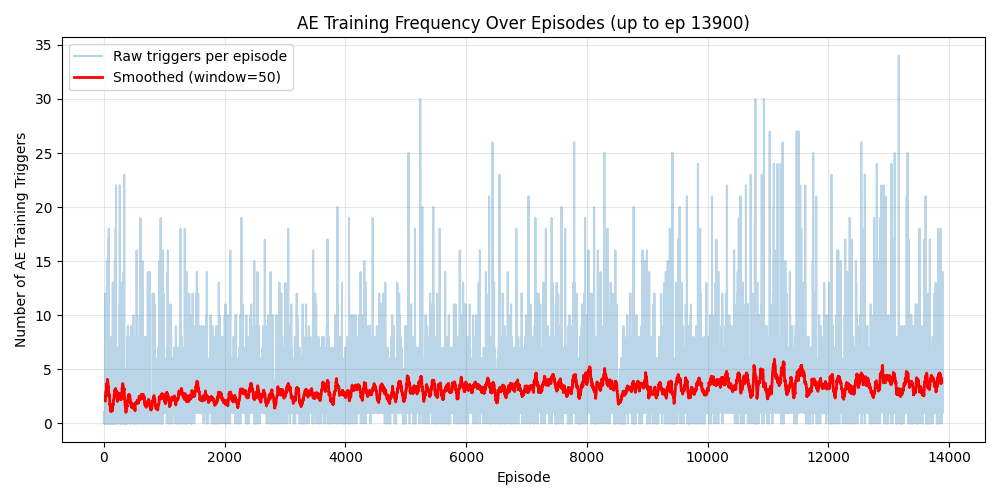 AE Training Frequency Over Episodes (up to ep 13900)
Raw triggers per episode
Smoothed (window=50)
Number of AE Training Triggers
35
30
25
20
15
10
5
0
0 2000 4000 6000 8000 10000 12000 14000
Episode